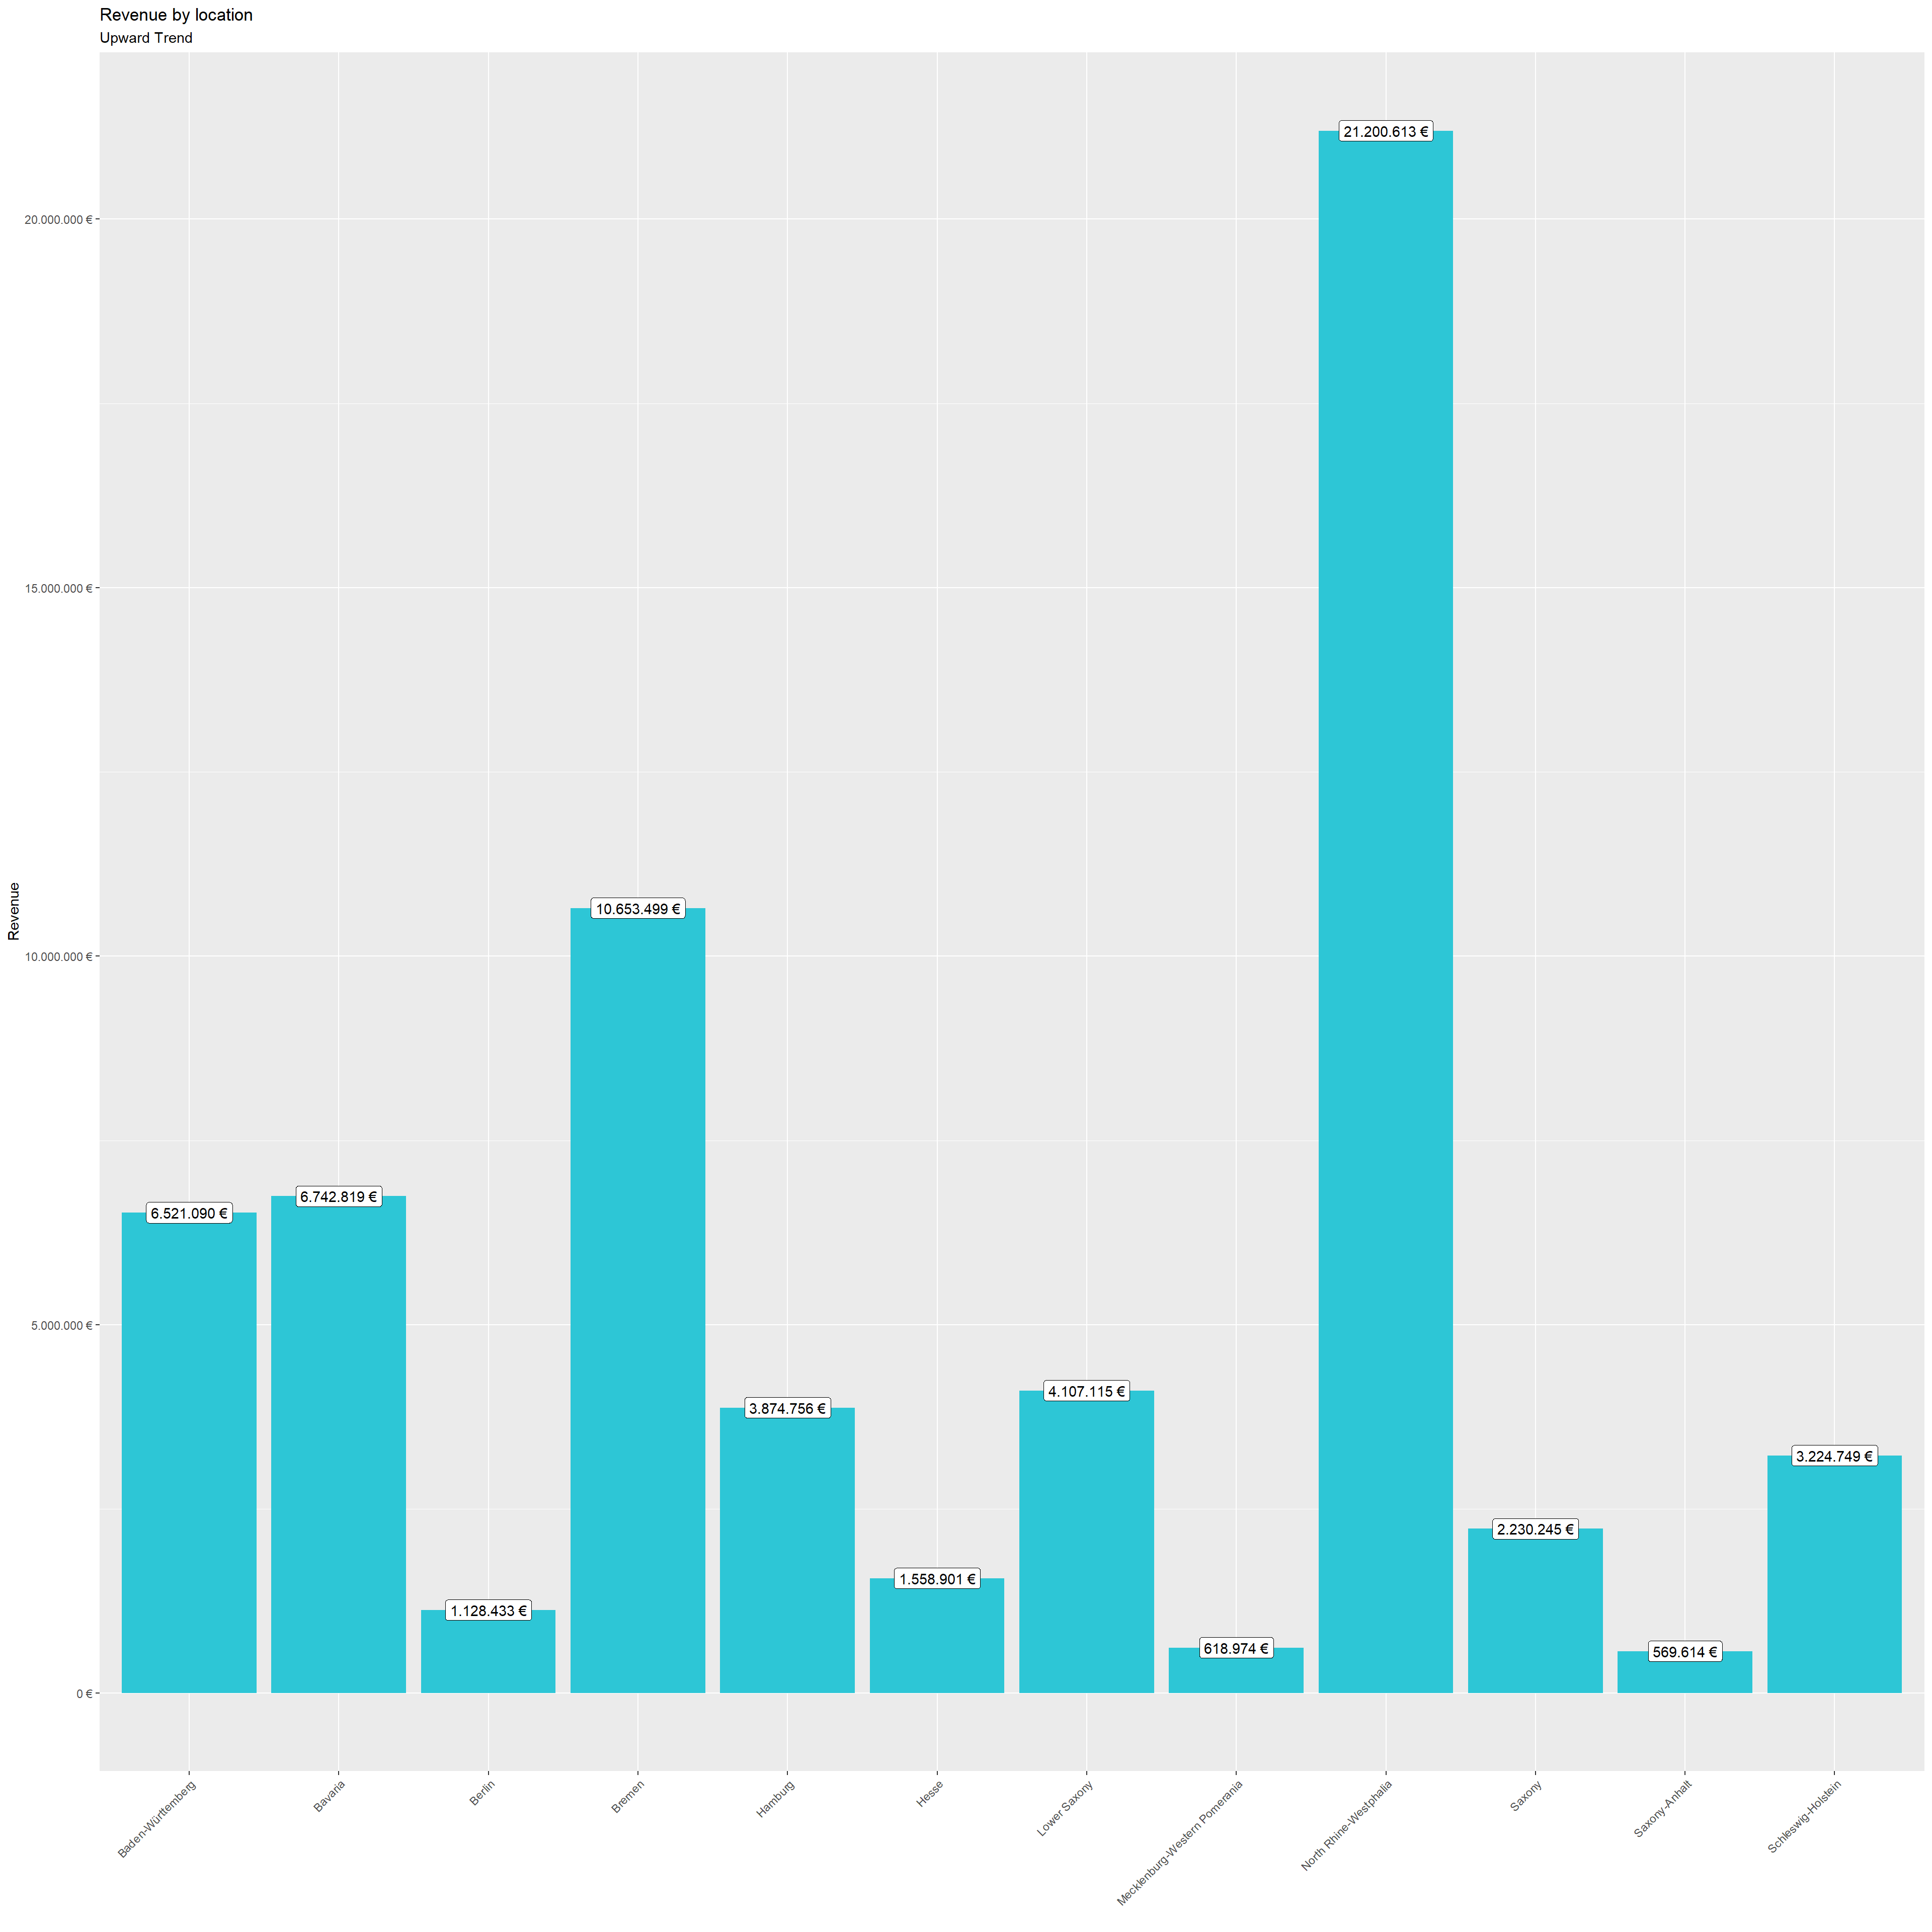 Revenue by location
Upward Trend
Revenue
20.000.000 €
15.000.000 €
10.000.000 €
5.000.000 €
0 €
6.521.090 €
6.742.819 €
1.128.433 €
10.653.499 €
3.874.756 €
1.558.901 €
4.107.115 €
618.974 €
21.200.613 €
2.230.245 €
569.614 €
3.224.749 €
Baden-Württemberg
Bavaria
Berlin
Bremen
Hamburg
Hesse
Lower Saxony
Mecklenburg-Western Pomerania
North Rhine-Westphalia
Saxony
Saxony-Anhalt
Schleswig-Holstein